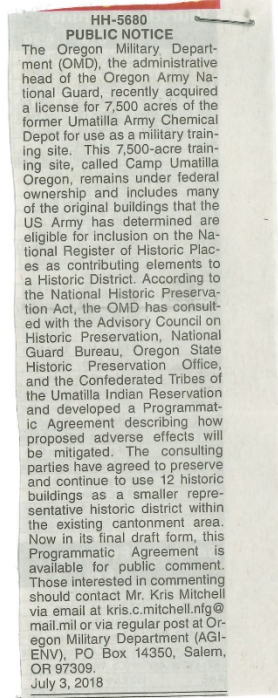 HH-5680
PUBLIC NOTICE
The Oregon Military Depart-
ment (OMD), the administrative
head of the Oregon Army Na-
tional Guard, recently acquired
a license for 7,500 acres of the
former Umatilla Army Chemical
Depot for use as a military train-
ing site. This 7,500-acre train-
ing site, called Camp Umatilla
Oregon, remains under federal
ownership and includes many
of the original buildings that the
US Army has determined are
eligible for inclusion on the Na-
tional Register of Historic Plac-
es as contributing elements to
a Historic District. According to
the National Historic Preserva-
tion Act, the OMD has consult-
ed with the Advisory Council on
Historic Preservation, National
Guard Bureau, Oregon State
Historic Preservation Office,
and the Confederated Tribes of
the Umatilla Indian Reservation
and developed a Programmat-
ic Agreement describing how
proposed adverse effects will
be mitigated. The consulting
parties have agreed to preserve
and continue to use 12 historic
buildings as a smaller repre-
sentative historic district within
the existing cantonment area.
Now in its final draft form, this
Programmatic Agreement is
available for public comment.
Those interested in commenting
should contact Mr. Kris Mitchell
via email at kris.c.mitchell.nfg@
mail.mil or via regular post at Or-
egon Military Department (AGI-
ENV), PO Box 14350, Salem,
OR 97309.
July 3, 2018